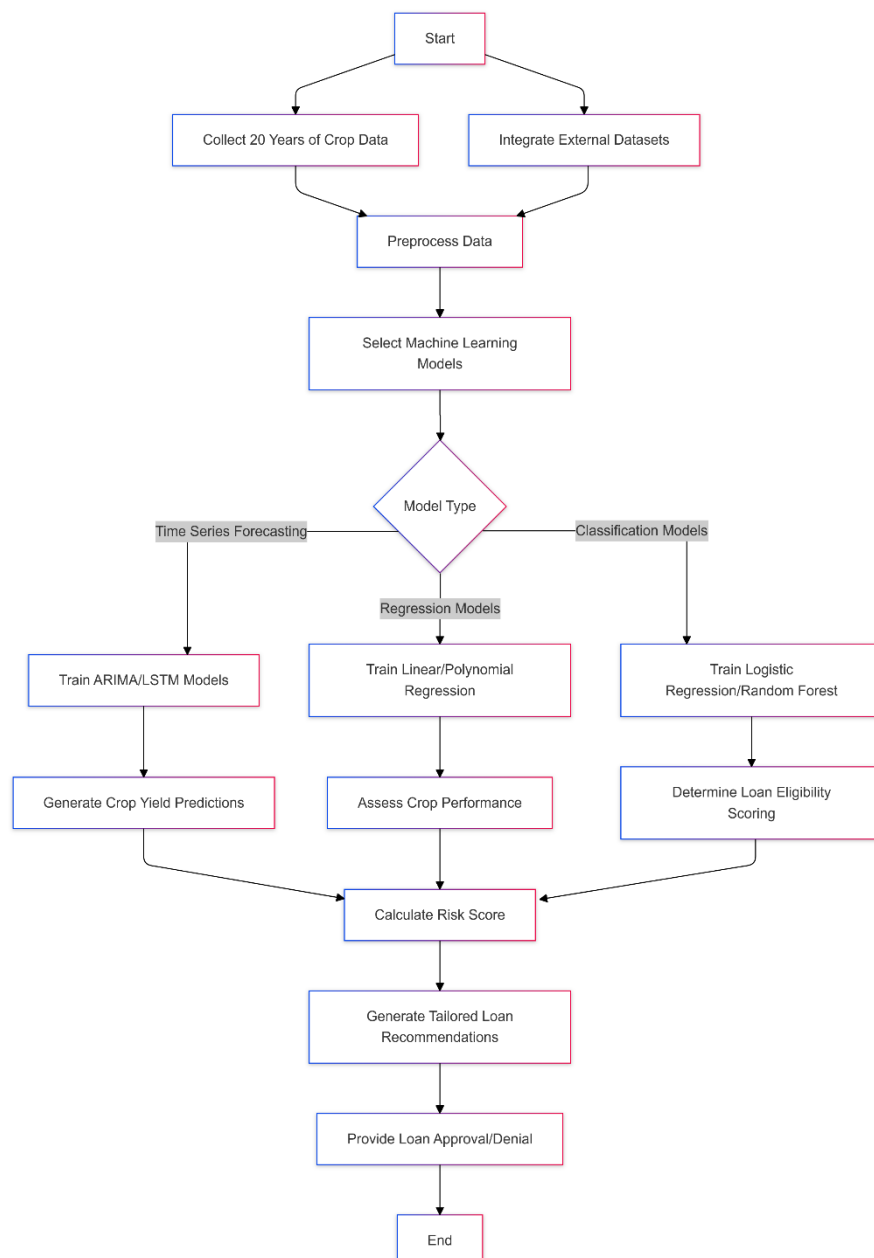 Start
Collect 20 Years of Crop Data
Integrate External Datasets
Preprocess Data
Select Machine Learning
Models
Model Type
Time Series Forecasting
Classification Models
Regression Models
Train ARIMA/LSTM Models
Train Linear/Polynomial
Regression
Train Logistic
Regression/Random Forest
Generate Crop Yield Predictions
Assess Crop Performance
Determine Loan Eligibility
Scoring
Calculate Risk Score
Generate Tailored Loan
Recommendations
Provide Loan Approval/Denial
End